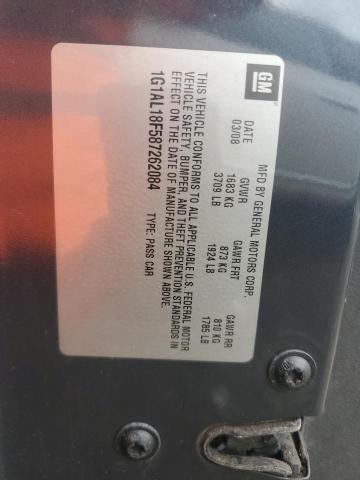 GM
MFD BY GENERAL MOTORS CORP.
DATE GVWR GAWR FRT GAWR RR
03/08 1683 KG 873 KG 810 KG
3709 LB 1924 LB 1785 LB
THIS VEHICLE CONFORMS TO ALL APPLICABLE U.S. FEDERAL MOTOR
VEHICLE SAFETY, BUMPER, AND THEFT PREVENTION STANDARDS IN
EFFECT ON THE DATE OF MANUFACTURE SHOWN ABOVE.
1G1AL18F587262084 TYPE: PASS CAR